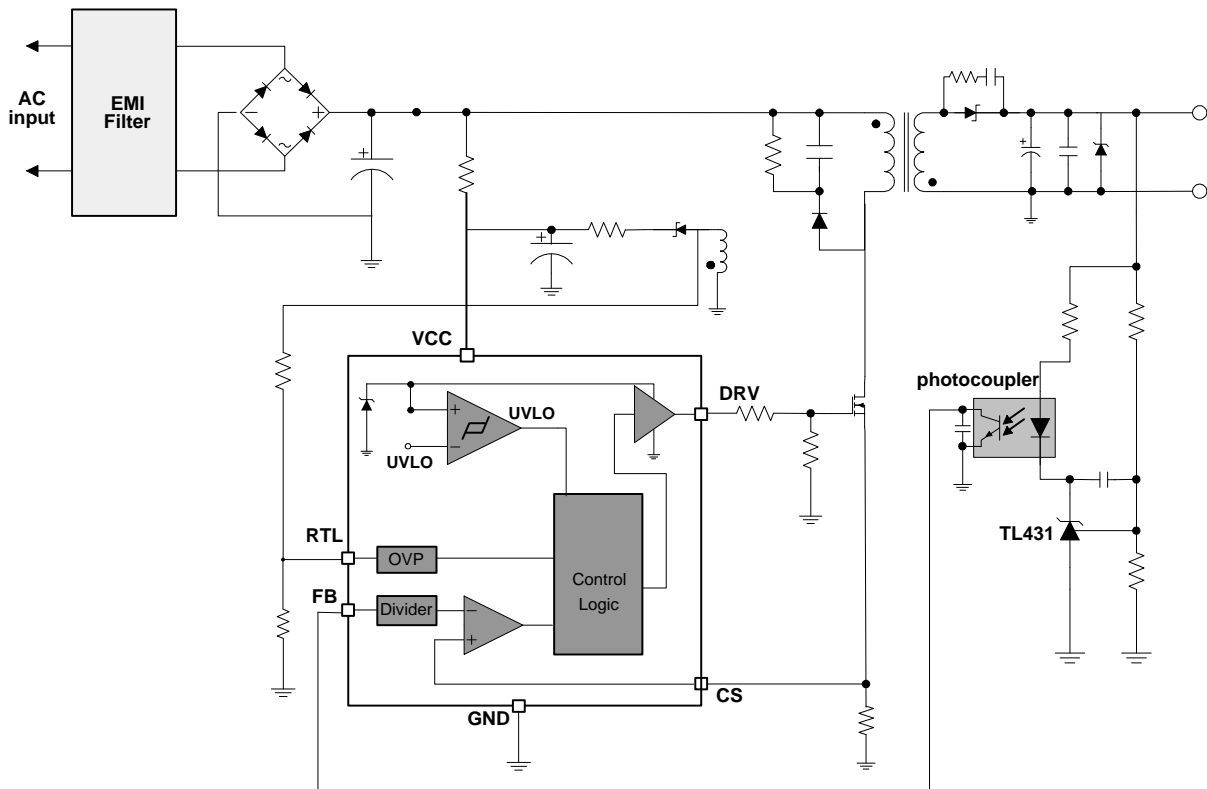 AC
input
EMI
Filter
+
+
+
~
~
−
+
VCC
DRV
photocoupler
+
−
UVLO
UVLO
TL431
RTL
OVP
FB
Divider
−
+
Control
Logic
CS
GND